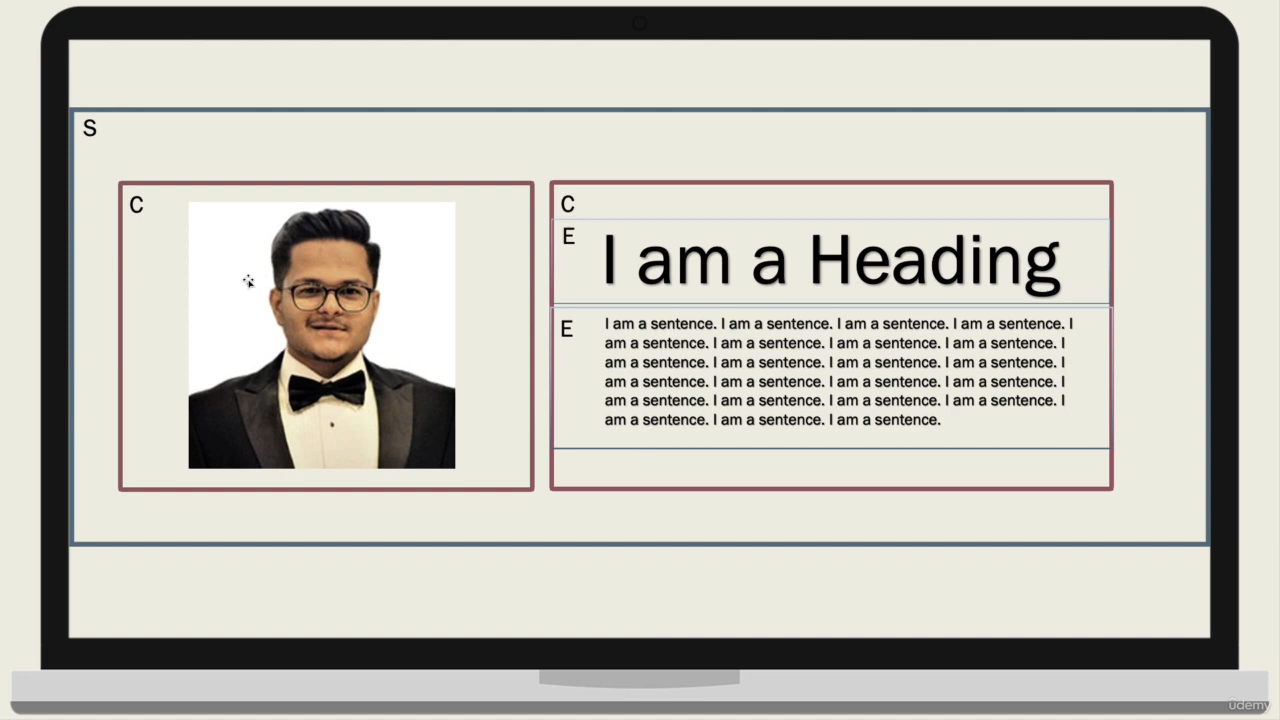 S
C
C
E
I am a Heading
E
I am a sentence. I am a sentence. I am a sentence. I am a sentence. I
am a sentence. I am a sentence. I am a sentence. I am a sentence. I
am a sentence. I am a sentence. I am a sentence. I am a sentence. I
am a sentence. I am a sentence. I am a sentence. I am a sentence. I
am a sentence. I am a sentence. I am a sentence. I am a sentence. I
am a sentence. I am a sentence. I am a sentence.
ûdemy